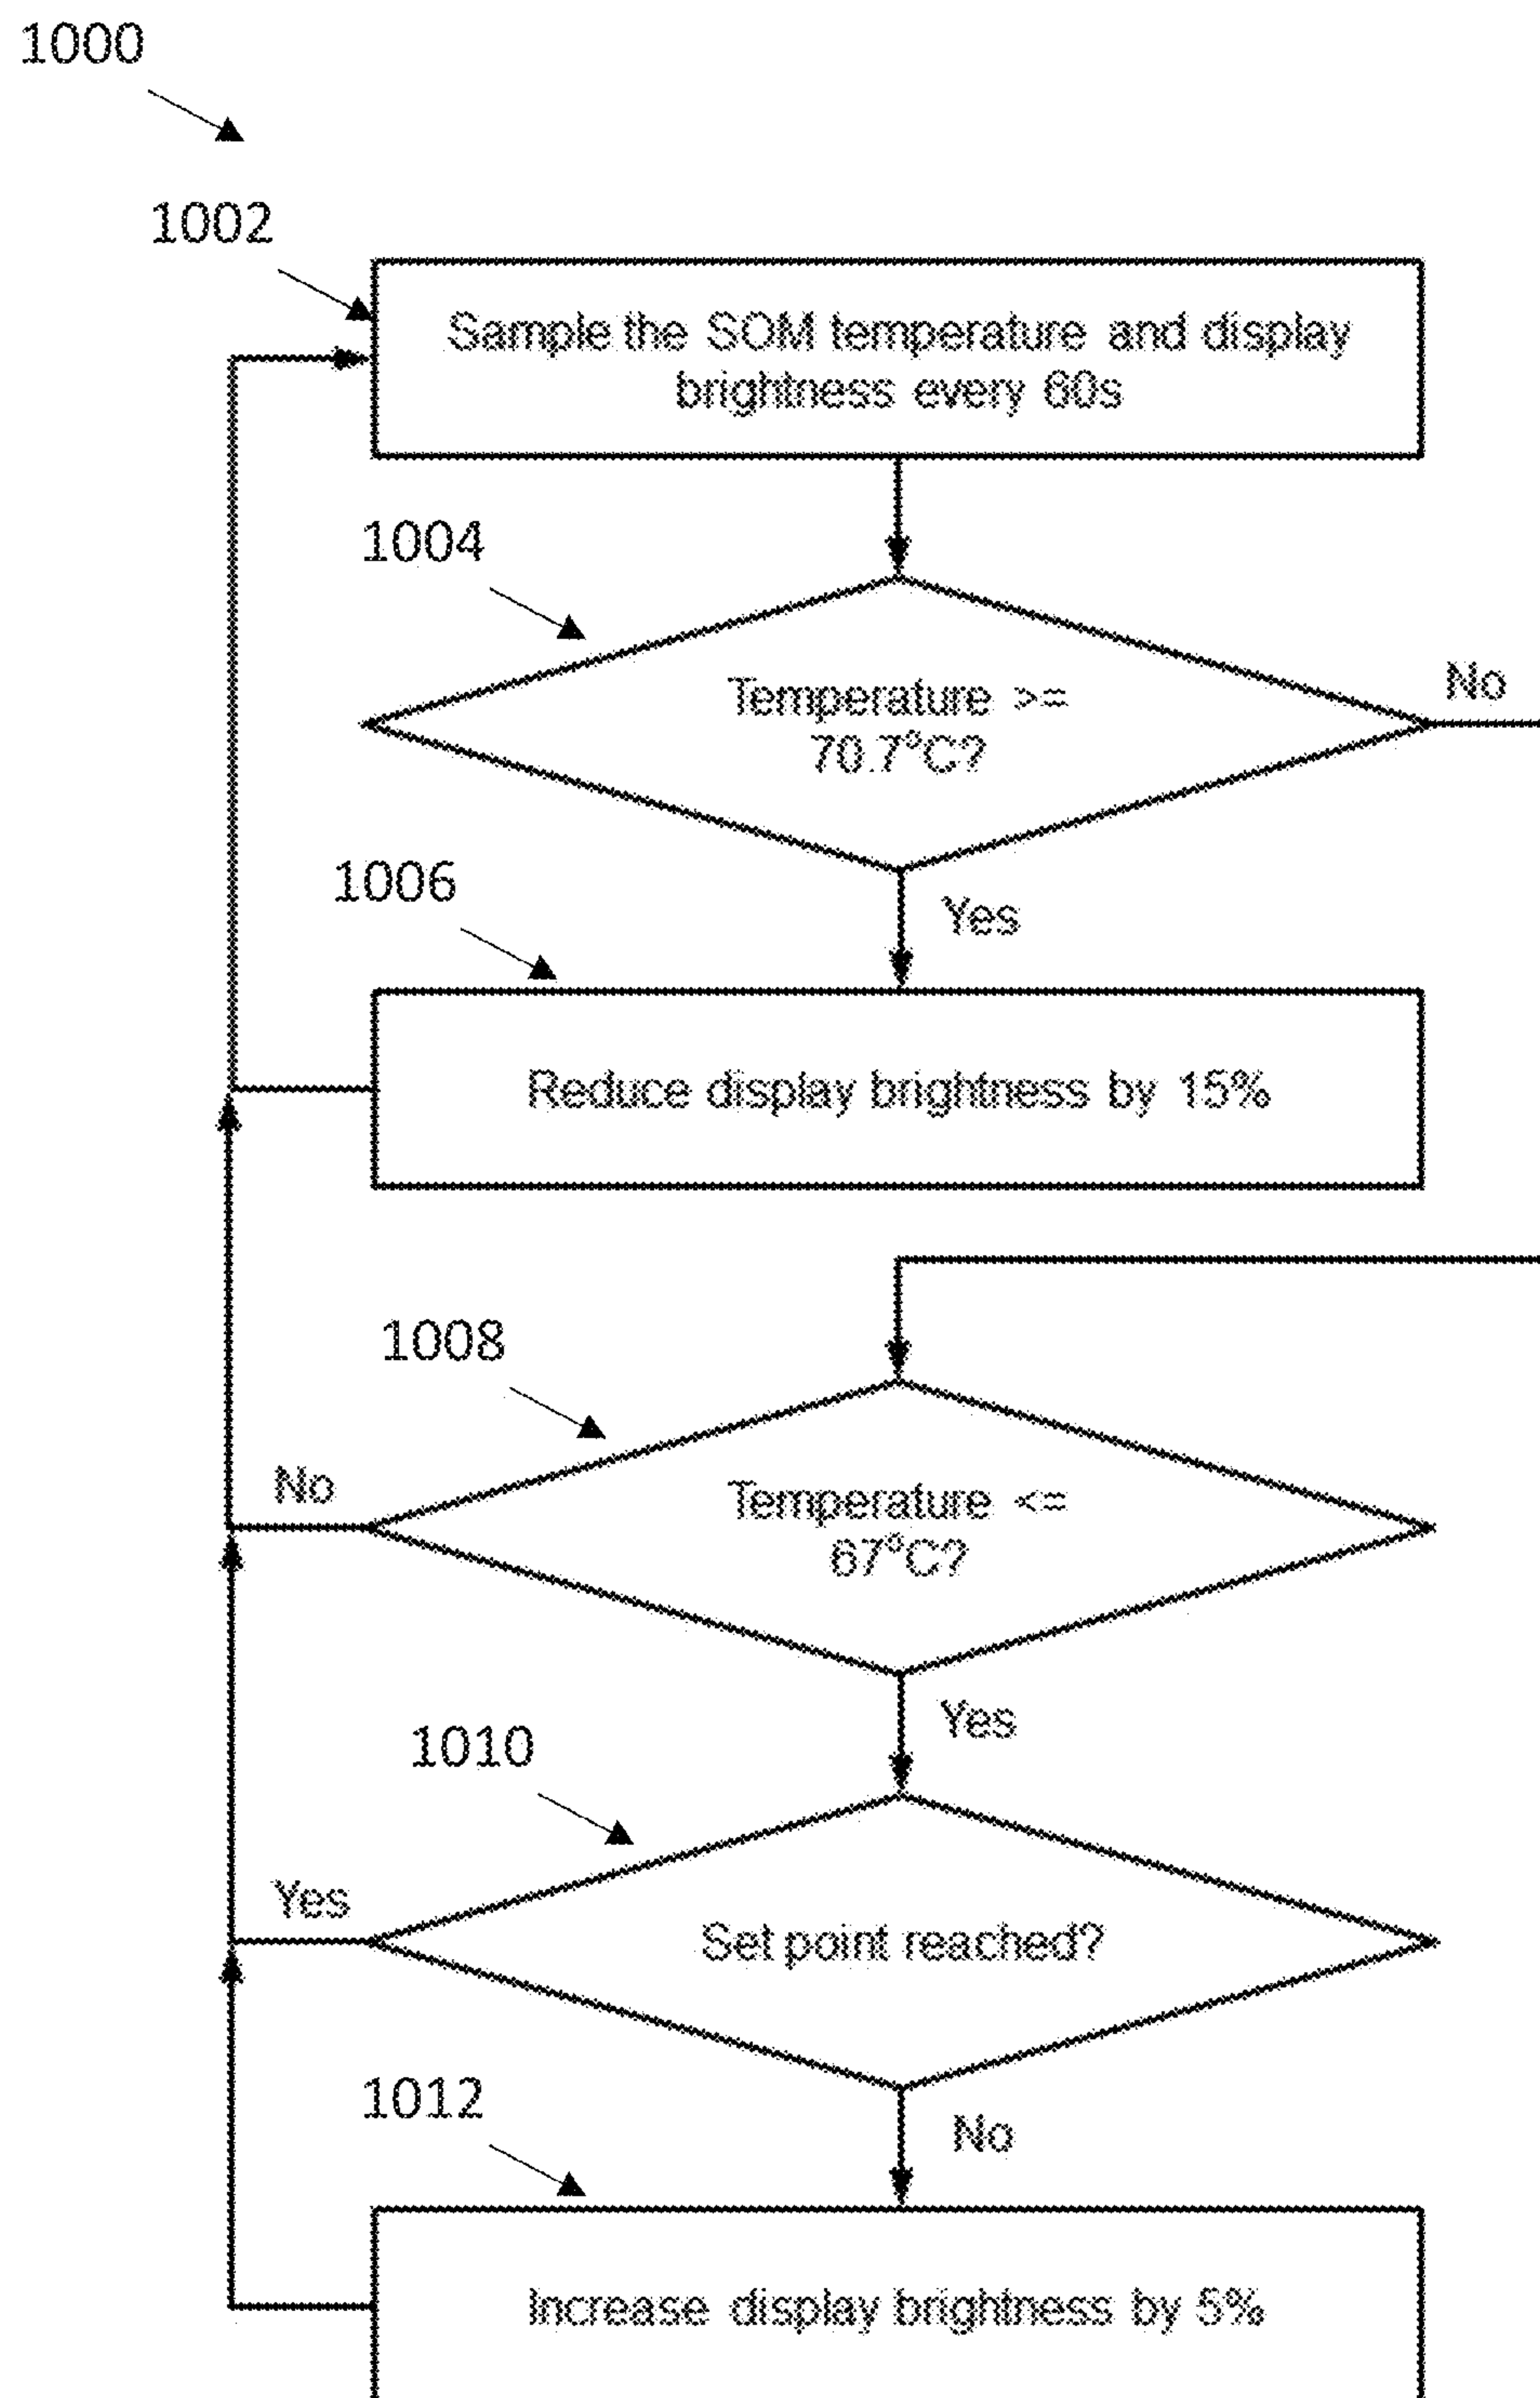 1000
1002
Sample the SOM temperature and display
brightness every 60s
1004
Temperature >=
70.7°C?
No
1006
Yes
Reduce display brightness by 15%
1008
No
Temperature <=
67°C?
Yes
1010
Yes
Set point reached?
1012
No
Increase display brightness by 5%